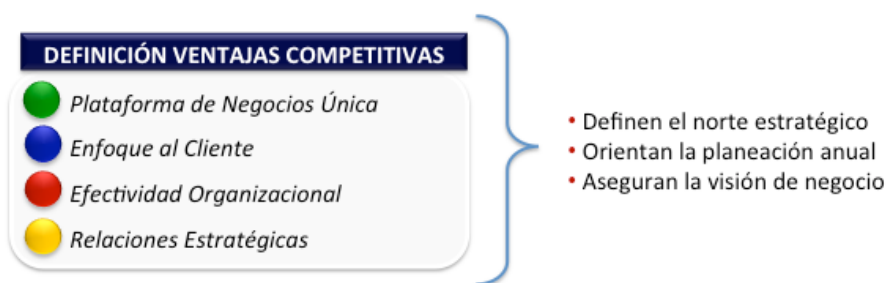 DEFINICIÓN VENTAJAS COMPETITIVAS
Plataforma de Negocios Única
Enfoque al Cliente
Efectividad Organizacional
Relaciones Estratégicas
• Definen el norte estratégico
• Orientan la planeación anual
• Aseguran la visión de negocio